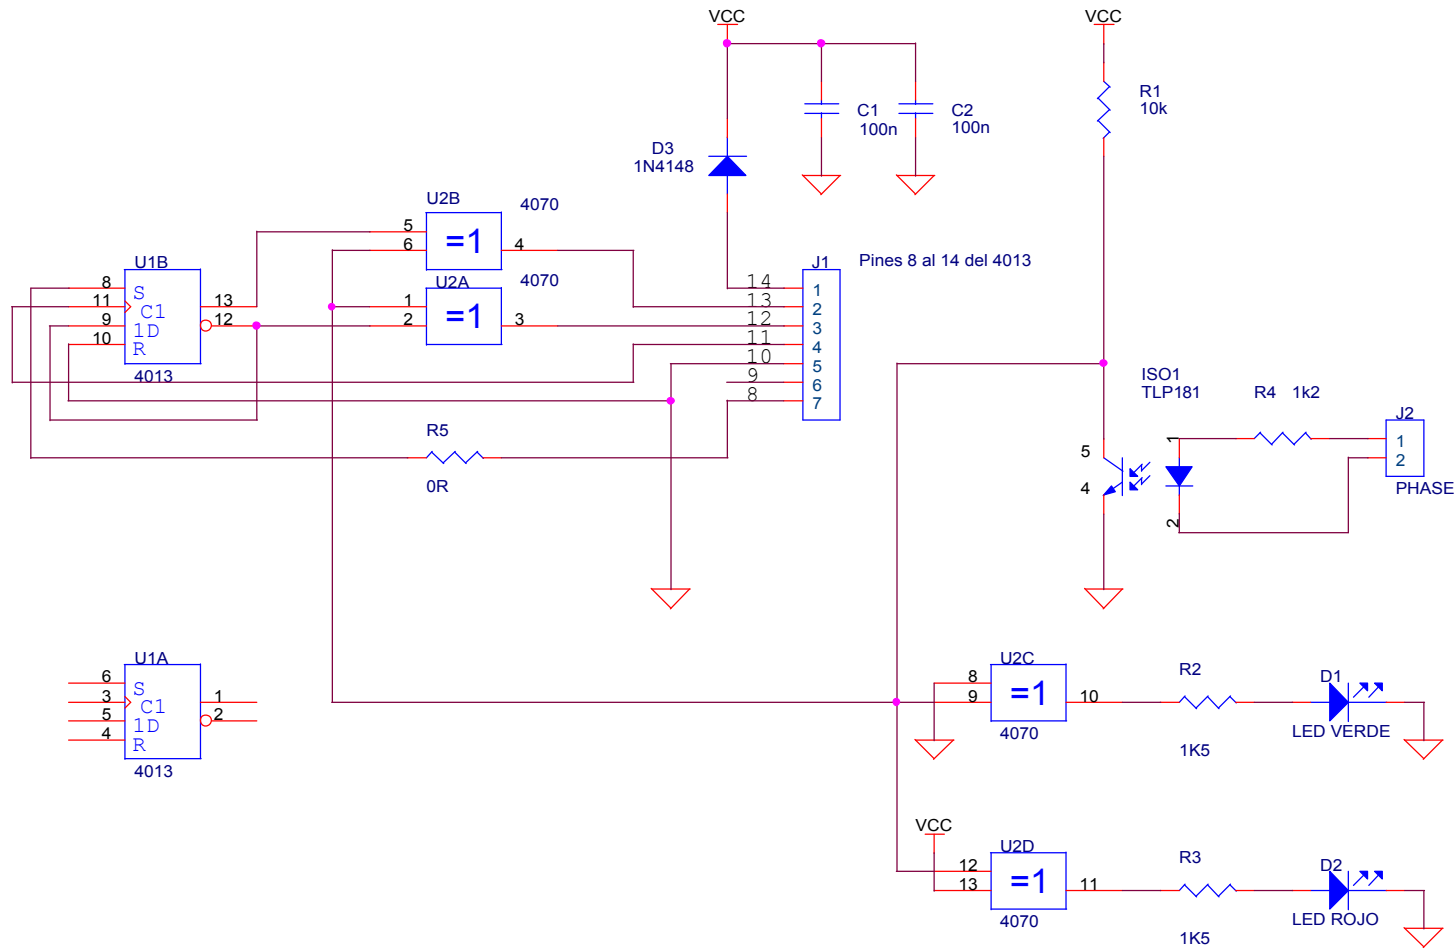 VCC
VCC
R1
10k
C1
100n
C2
100n
D3
1N4148
U2B
4070
5
6
=1
4
U1B
8
11
9
10
S
C1
1D
R
13
12
4013
U2A
4070
1
2
=1
3
J1
Pines 8 al 14 del 4013
14
13
12
11
10
9
8
1
2
3
4
5
6
7
R5
0R
ISO1
TLP181
5
4
1
2
R4
1k2
J2
1
2
PHASE
U1A
6
3
5
4
S
C1
1D
R
1
2
4013
U2C
8
9
=1
10
4070
R2
1K5
D1
LED VERDE
VCC
U2D
12
13
=1
11
4070
R3
1K5
D2
LED ROJO